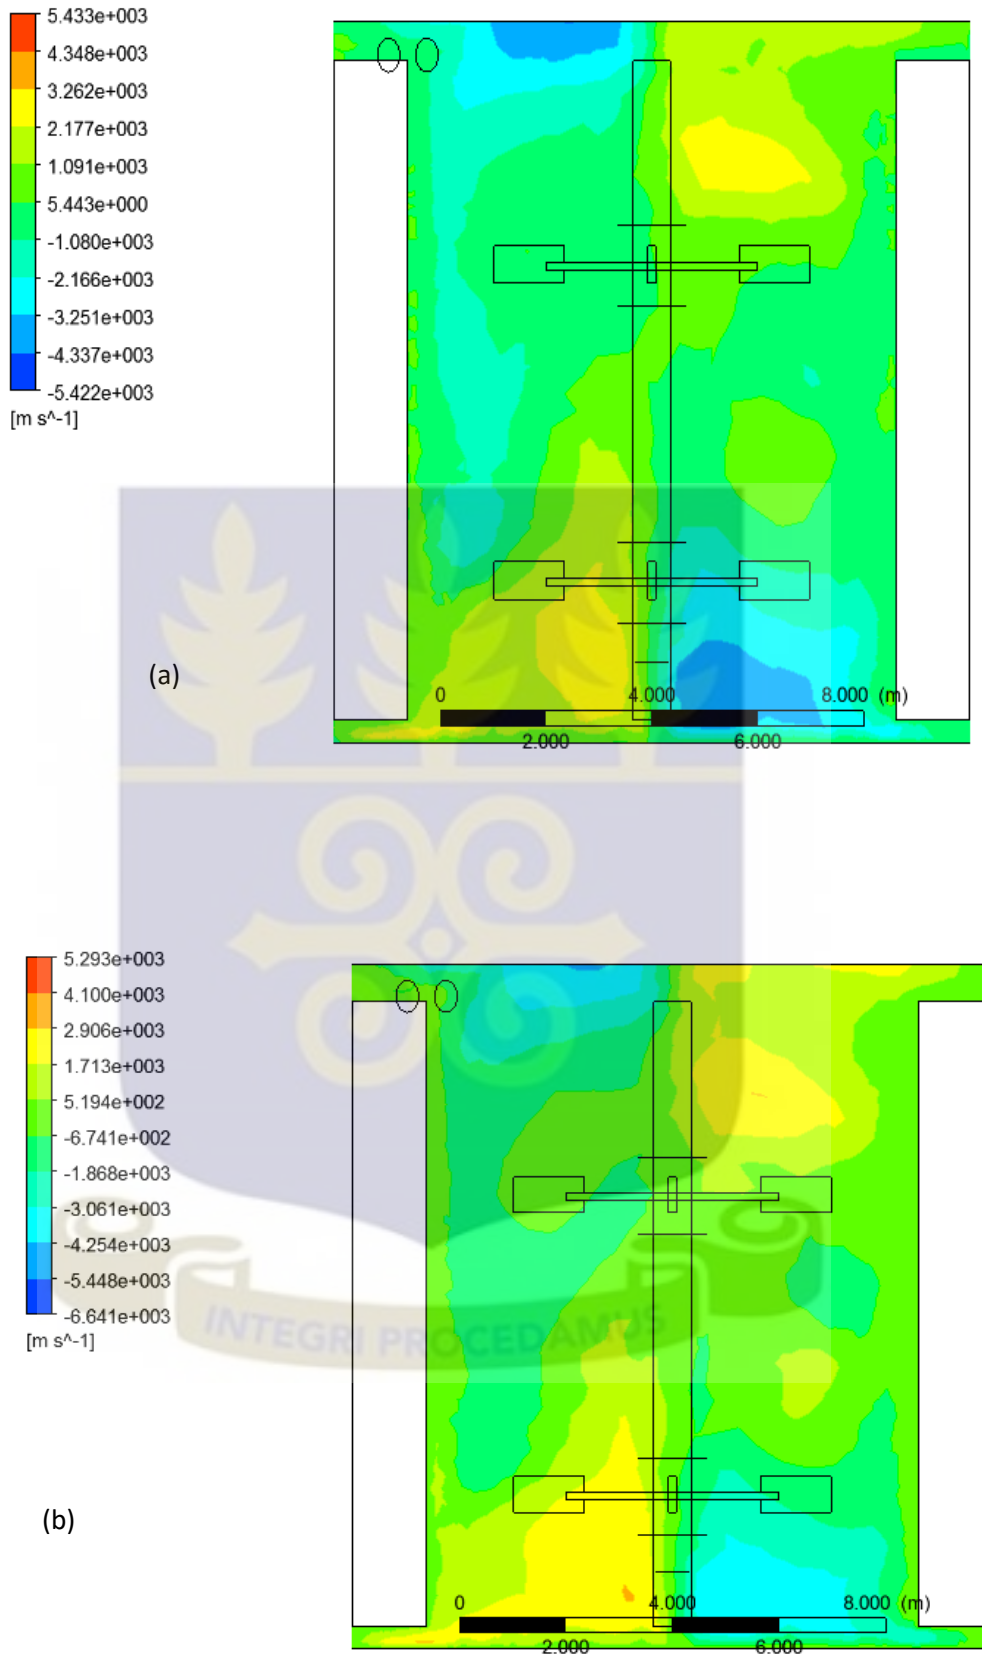 5.433e+003
4.348e+003
3.262e+003
2.177e+003
1.091e+003
5.443e+000
-1.080e+003
-2.166e+003
-3.251e+003
-4.337e+003
-5.422e+003
[m s^-1]
(a)
0 4.000 8.000 (m)
2.000 6.000
5.293e+003
4.100e+003
2.906e+003
1.713e+003
5.194e+002
-6.741e+002
-1.868e+003
-3.061e+003
-4.254e+003
-5.448e+003
-6.641e+003
[m s^-1]
INTEGRI PROCEDAMUS
(b)
0 4.000 8.000 (m)
2.000 6.000